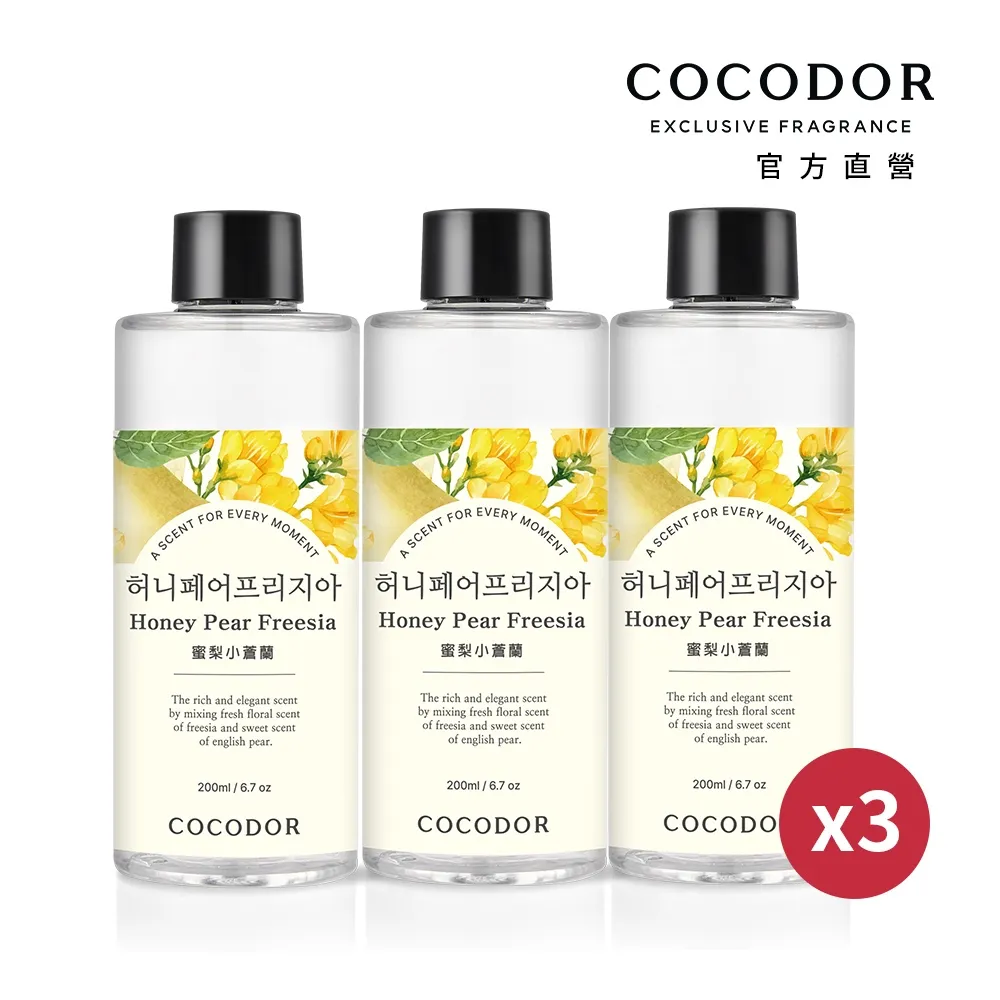 COCODOR
EXCLUSIVE FRAGRANCE
官方直營
A SCENT FOR EVERY MOMENT
허니페어프리지아
Honey Pear Freesia
蜜梨小蒼蘭
The rich and elegant scent
by mixing fresh floral scent
of freesia and sweet scent
of english pear.
200ml / 6.7 oz
COCODOR
A SCENT FOR EVERY MOMENT
허니페어프리지아
Honey Pear Freesia
蜜梨小蒼蘭
The rich and elegant scent
by mixing fresh floral scent
of freesia and sweet scent
of english pear.
200ml / 6.7 oz
COCODOR
A SCENT FOR EVERY MOMENT
허니페어프리지아
Honey Pear Freesia
蜜梨小蒼蘭
The rich and elegant scent
by mixing fresh floral scent
of freesia and sweet scent
of english pear.
200ml / 6.7 oz
COCODO
x3